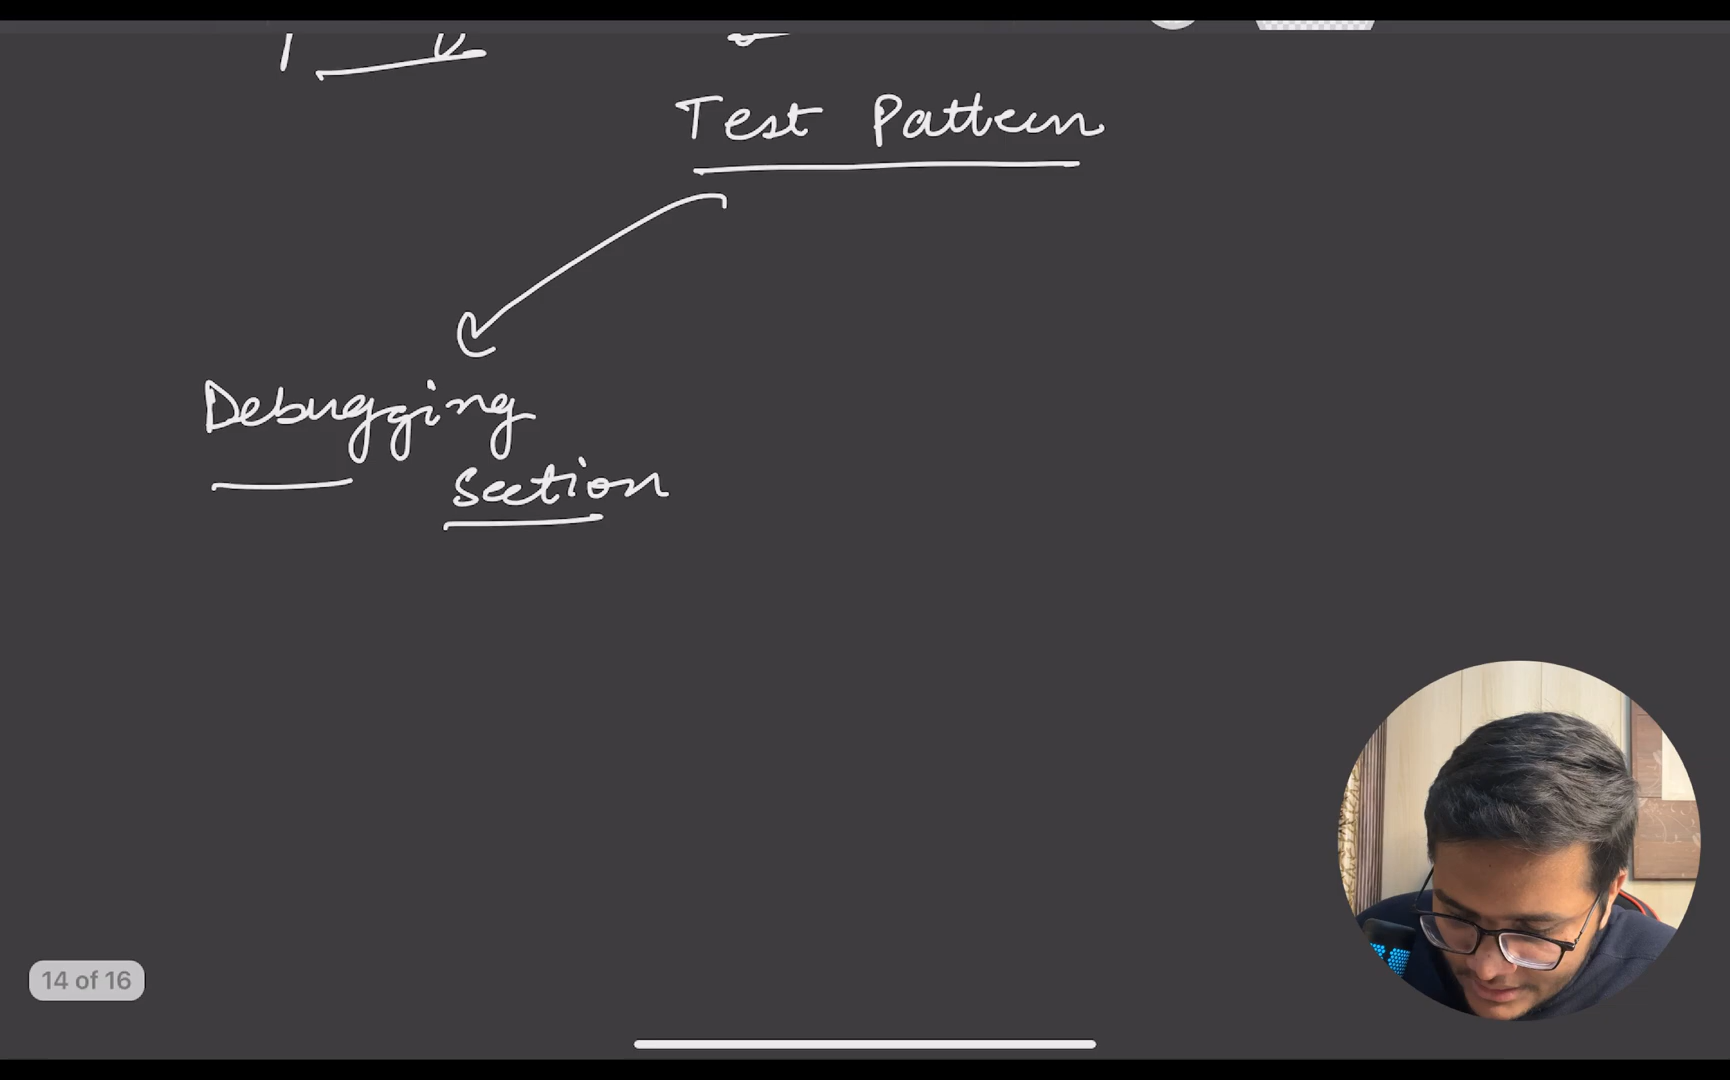 Test Pattern
Debugging
Section
14 of 16